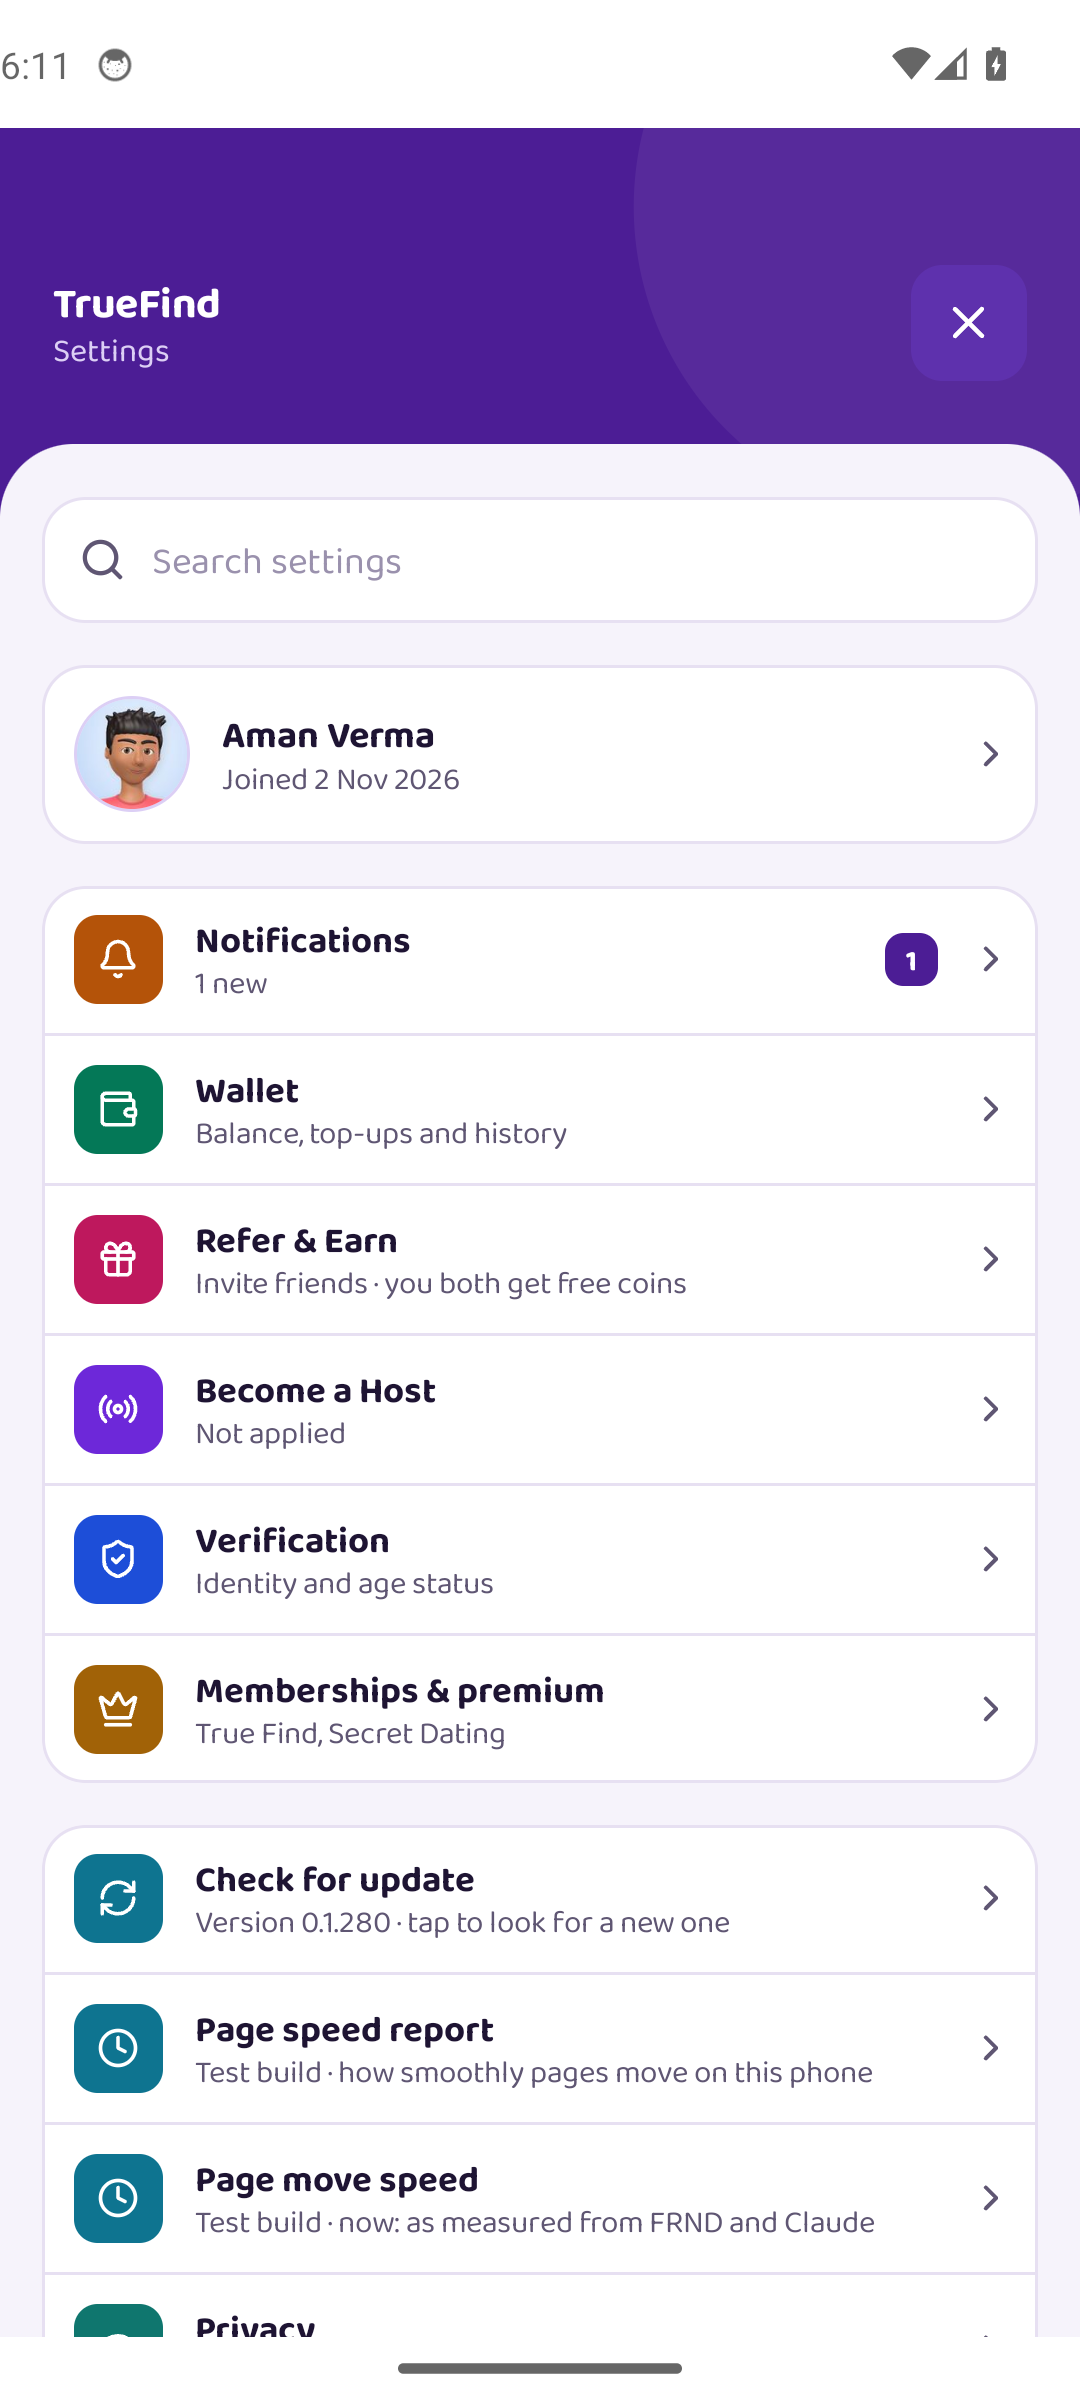 6:11
TrueFind
Settings
Search settings
Aman Verma
Joined 2 Nov 2026
Notifications
1 new
1
Wallet
Balance, top-ups and history
Refer & Earn
Invite friends · you both get free coins
Become a Host
Not applied
Verification
Identity and age status
Memberships & premium
True Find, Secret Dating
Check for update
Version 0.1.280 · tap to look for a new one
Page speed report
Test build · how smoothly pages move on this phone
Page move speed
Test build · now: as measured from FRND and Claude
Privacy